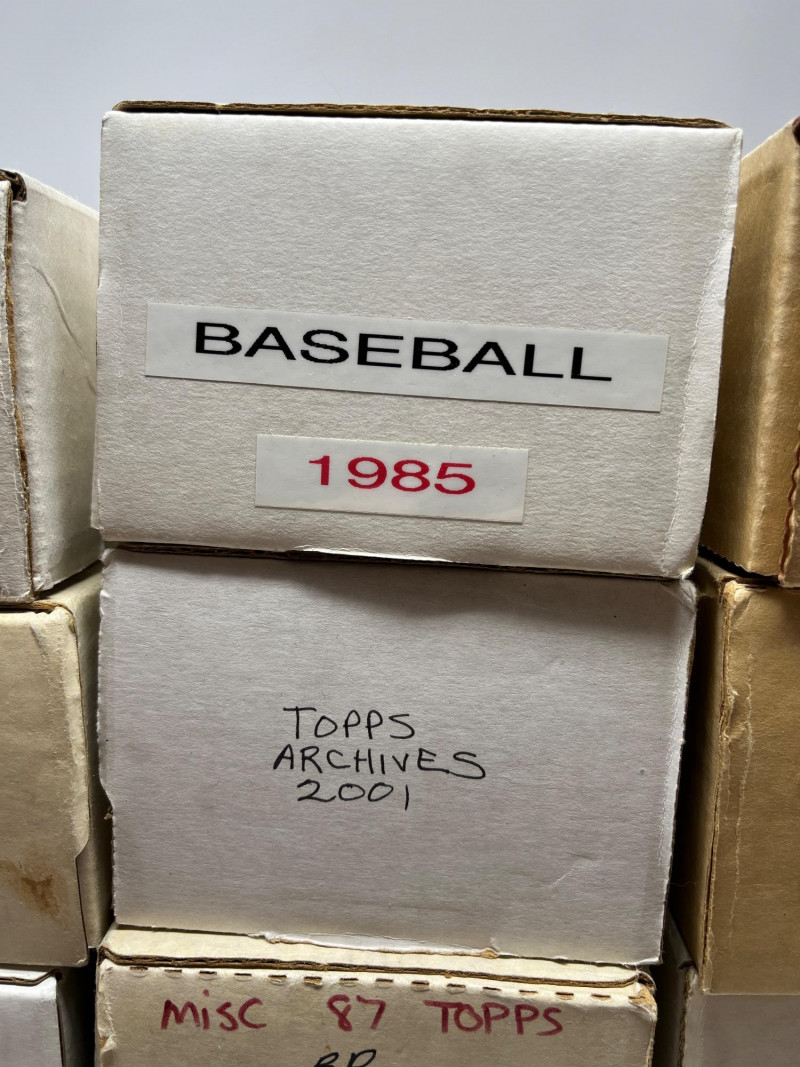 BASEBALL
1985
TOPPS
ARCHIVES
2001
MISC 87 TOPPS